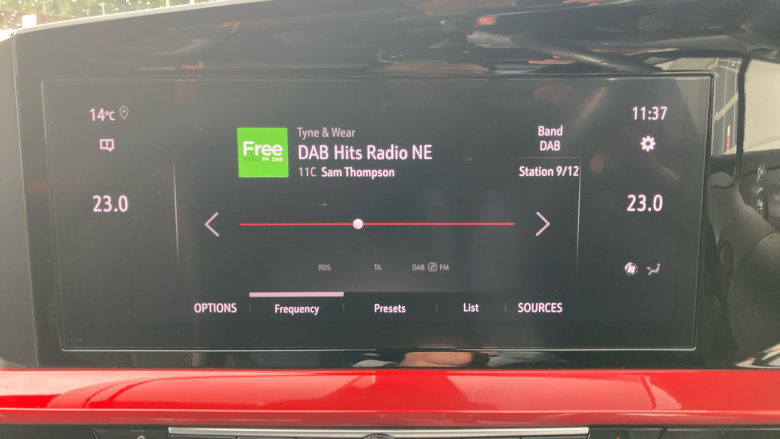 14°C
11:37
Free
FM DAB
Tyne & Wear
DAB Hits Radio NE
11C Sam Thompson
Band
DAB
Station 9/12
23.0
23.0
RDS TA DAB FM
OPTIONS Frequency Presets List SOURCES